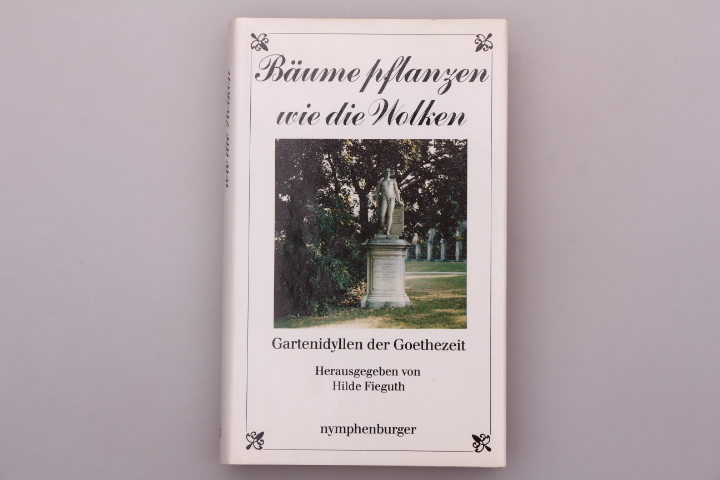 Bäume pflanzen
wie die Wolken
Gartenidyllen der Goethezeit
Herausgegeben von
Hilde Fieguth
nymphenburger
wie die Wolken